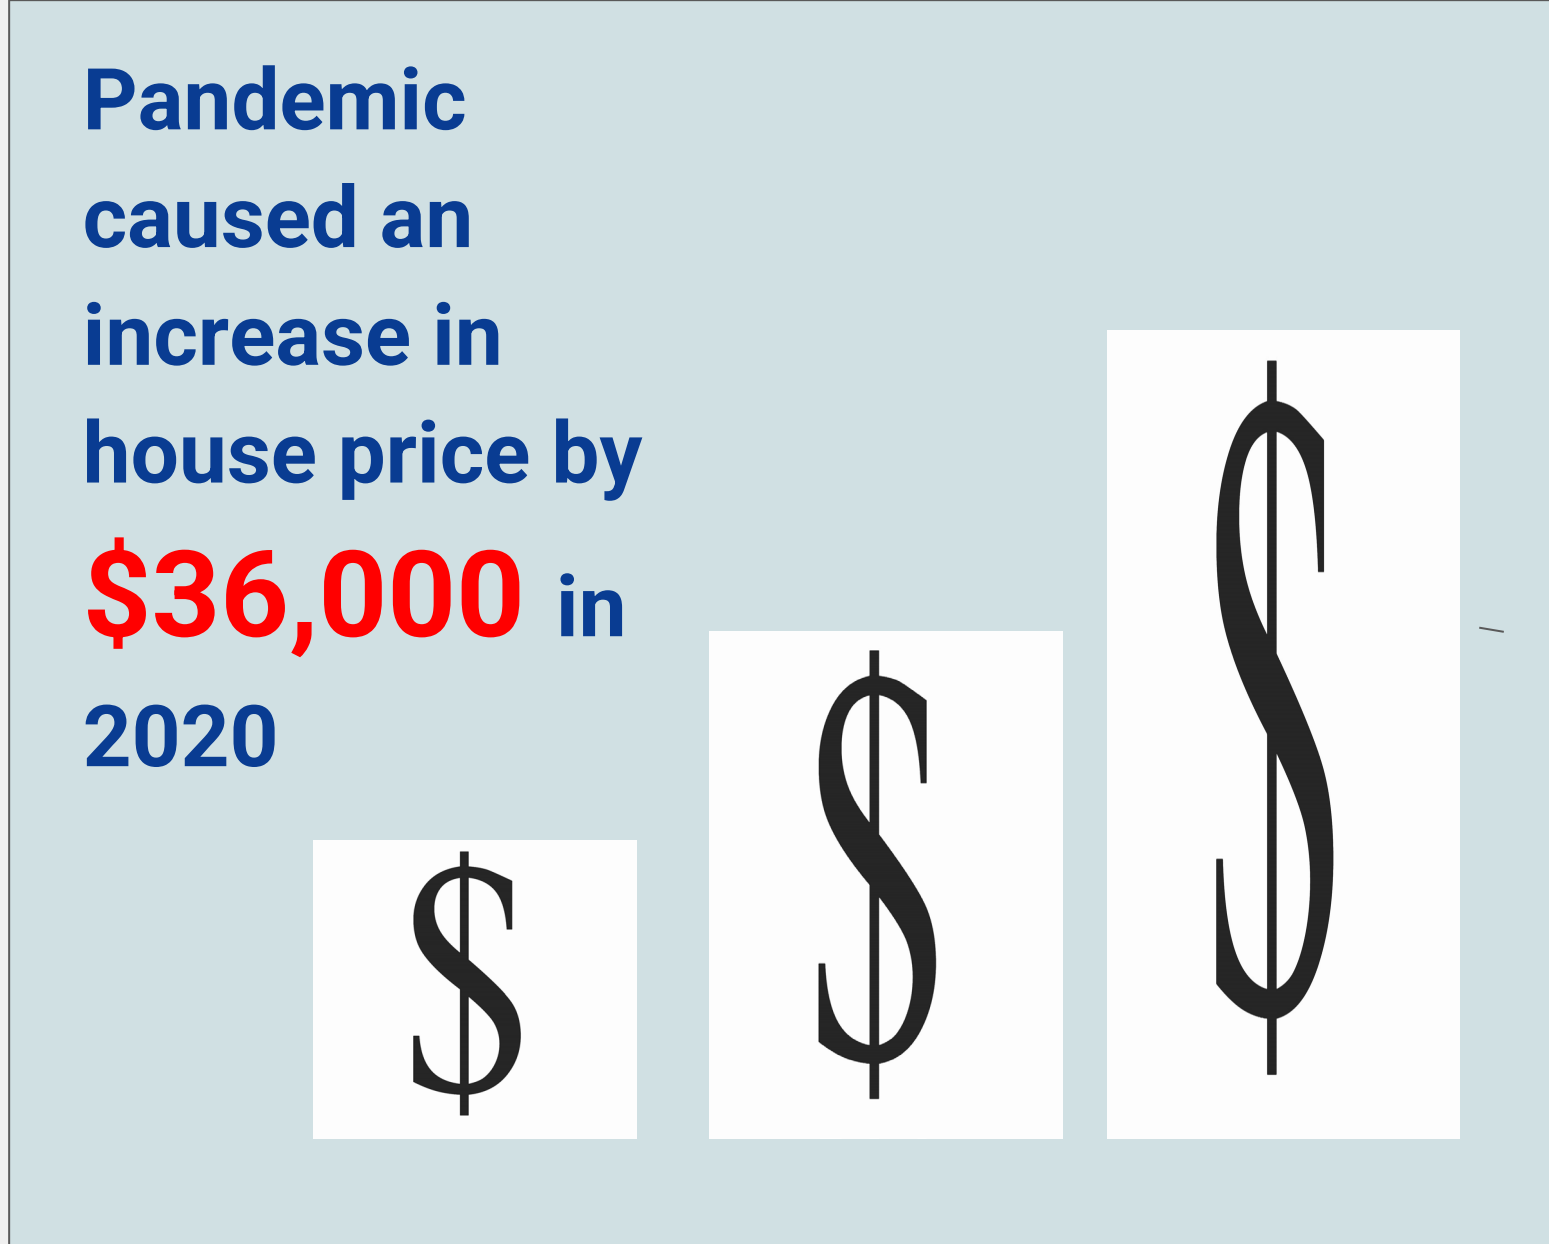 Pandemic
caused an
increase in
house price by
$36,000 in
2020
$ $ $